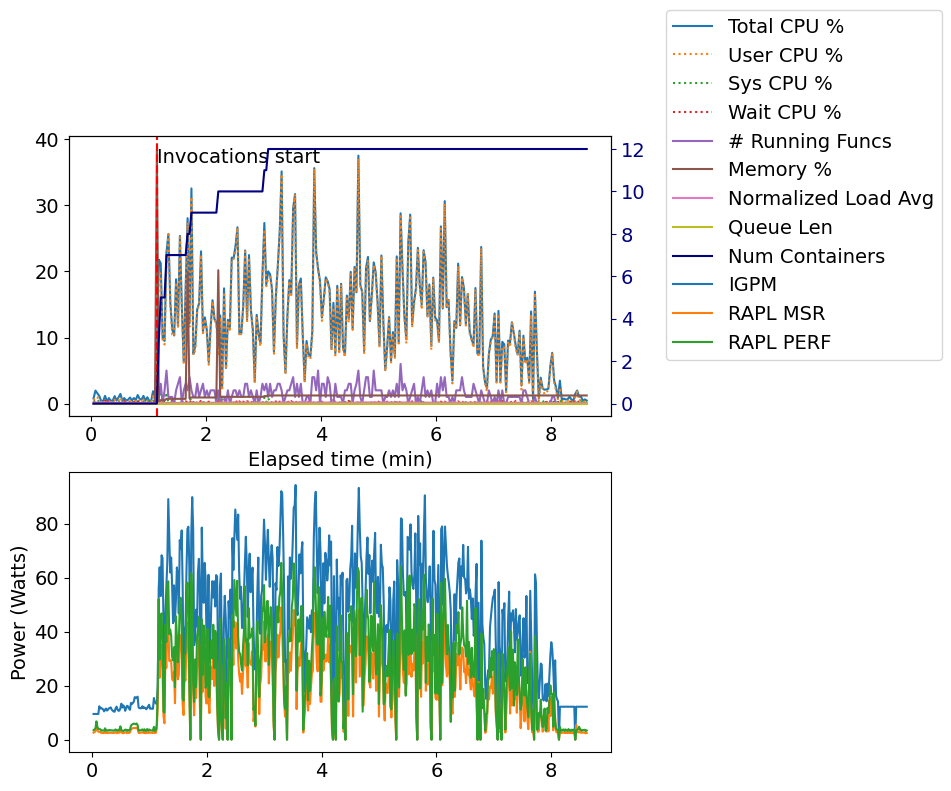 Total CPU %
User CPU %
Sys CPU %
Wait CPU %
# Running Funcs
Memory %
Normalized Load Avg
Queue Len
Num Containers
IGPM
RAPL MSR
RAPL PERF
Invocations start
40
30
20
10
0
12
10
8
6
4
2
0
0 2 4 6 8
Elapsed time (min)
Power (Watts)
80
60
40
20
0
0 2 4 6 8